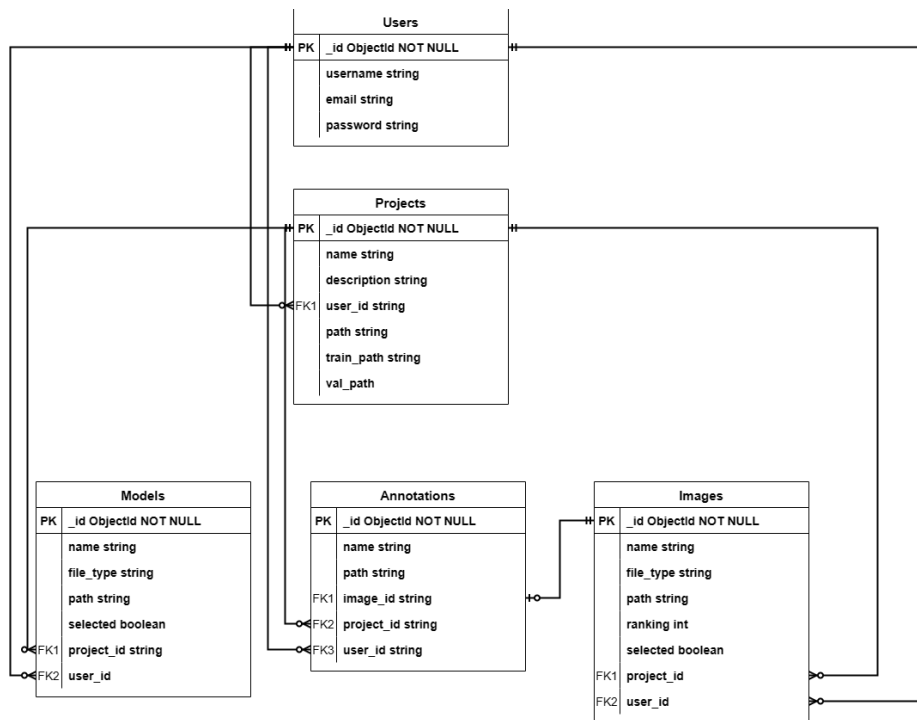 Users
PK _id ObjectId NOT NULL
username string
email string
password string
Projects
PK _id ObjectId NOT NULL
name string
description string
FK1 user_id string
path string
train_path string
val_path
Models
PK _id ObjectId NOT NULL
name string
file_type string
path string
selected boolean
FK1 project_id string
FK2 user_id
Annotations
PK _id ObjectId NOT NULL
name string
path string
FK1 image_id string
FK2 project_id string
FK3 user_id string
Images
PK _id ObjectId NOT NULL
name string
file_type string
path string
ranking int
selected boolean
FK1 project_id
FK2 user_id